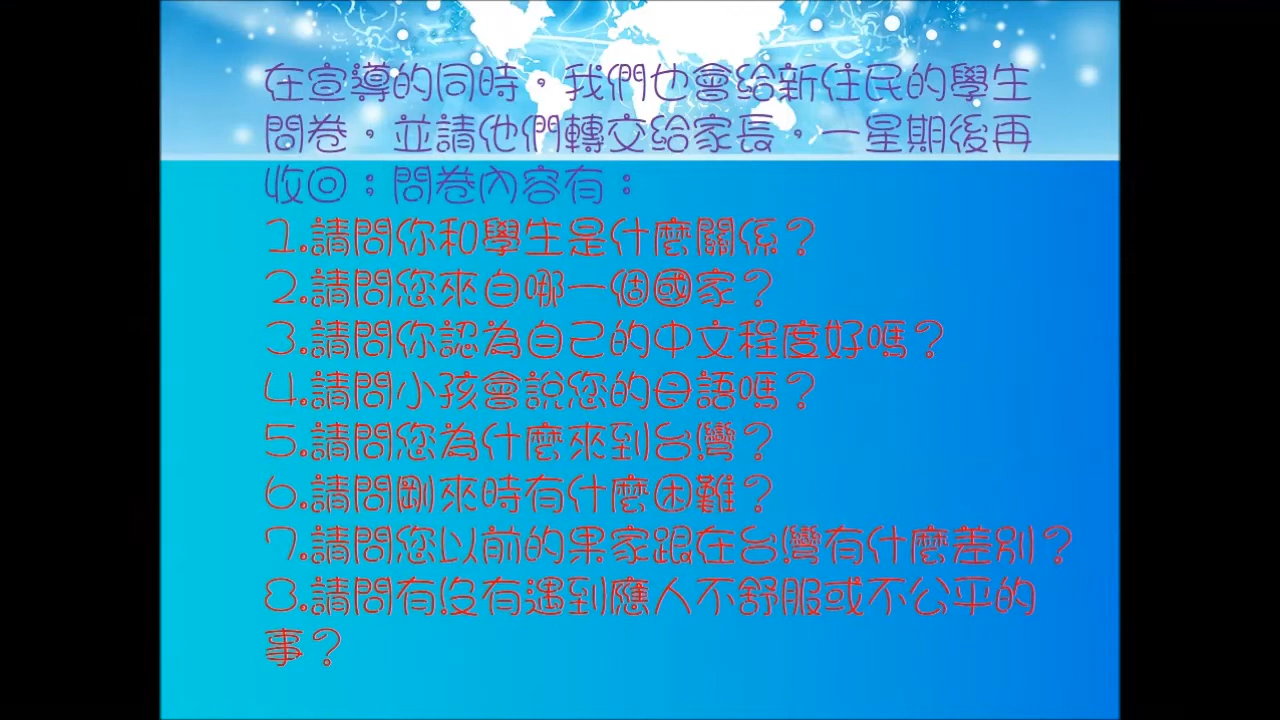 在宣導的同時，我們也會給新住民的學生
問卷，並請他們轉交給家長，一星期後再
收回；問卷內容有：
1.請問你和學生是什麼關係？
2.請問您來自哪一個國家？
3.請問你認為自己的中文程度好嗎？
4.請問小孩會說您的母語嗎？
5.請問您為什麼來到台灣？
6.請問剛來時有什麼困難？
7.請問您以前的果家跟在台灣有什麼差別？
8.請問有沒有遇到應人不舒服或不公平的
事？